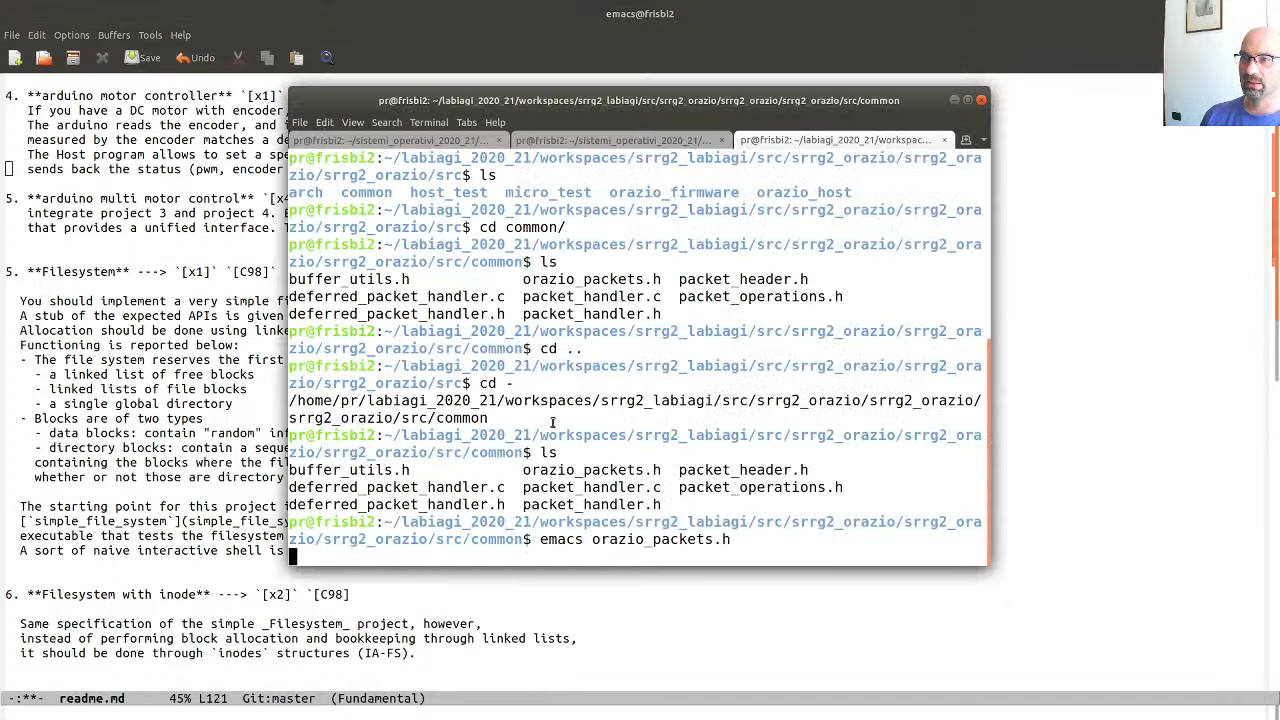 emacs@frisbi2
File Edit Options Buffers Tools Help
Save Undo
4. **arduino motor controller** `[x1]`
If you have a DC motor with encoder,
The arduino reads the encoder, and i
measured by the encoder matches a de
The Host program allows to set a spe
sends back the status (pwm, encoder
5. **arduino multi motor control** `[x
integrate project 3 and project 4.
that provides a unified interface.
5. **Filesystem** ---> `[x1]` `[C98]`
You should implement a very simple fi
A stub of the expected APIs is given
Allocation should be done using linke
Functioning is reported below:
- The file system reserves the first
- a linked list of free blocks
- linked lists of file blocks
- a single global directory
- Blocks are of two types
- data blocks: contain "random" inf
- directory blocks: contain a seque
containing the blocks where the fil
whether or not those are directory
The starting point for this project i
[`simple_file_system`](simple_file_sy
executable that tests the filesystem
A sort of naive interactive shell is
6. **Filesystem with inode** ---> `[x2]` `[C98]
Same specification of the simple _Filesystem_ project, however,
instead of performing block allocation and bookkeeping through linked lists,
it should be done through `inodes` structures (IA-FS).
-:**- readme.md 45% L121 Git:master (Fundamental)
pr@frisbi2: ~/labiagi_2020_21/workspaces/srrg2_labiagi/src/srrg2_orazio/srrg2_orazio/srrg2_orazio/src/common
File Edit View Search Terminal Tabs Help
pr@frisbi2: ~/sistemi_operativi_2020_21/... × pr@frisbi2: ~/sistemi_operativi_2020_21/... × pr@frisbi2: ~/labiagi_2020_21/workspac... ×
pr@frisbi2:~/labiagi_2020_21/workspaces/srrg2_labiagi/src/srrg2_orazio/srrg2_ora
zio/srrg2_orazio/src$ ls
arch common host_test micro_test orazio_firmware orazio_host
pr@frisbi2:~/labiagi_2020_21/workspaces/srrg2_labiagi/src/srrg2_orazio/srrg2_ora
zio/srrg2_orazio/src$ cd common/
pr@frisbi2:~/labiagi_2020_21/workspaces/srrg2_labiagi/src/srrg2_orazio/srrg2_ora
zio/srrg2_orazio/src/common$ ls
buffer_utils.h orazio_packets.h packet_header.h
deferred_packet_handler.c packet_handler.c packet_operations.h
deferred_packet_handler.h packet_handler.h
pr@frisbi2:~/labiagi_2020_21/workspaces/srrg2_labiagi/src/srrg2_orazio/srrg2_ora
zio/srrg2_orazio/src/common$ cd ..
pr@frisbi2:~/labiagi_2020_21/workspaces/srrg2_labiagi/src/srrg2_orazio/srrg2_ora
zio/srrg2_orazio/src$ cd -
/home/pr/labiagi_2020_21/workspaces/srrg2_labiagi/src/srrg2_orazio/srrg2_orazio/
srrg2_orazio/src/common
pr@frisbi2:~/labiagi_2020_21/workspaces/srrg2_labiagi/src/srrg2_orazio/srrg2_ora
zio/srrg2_orazio/src/common$ ls
buffer_utils.h orazio_packets.h packet_header.h
deferred_packet_handler.c packet_handler.c packet_operations.h
deferred_packet_handler.h packet_handler.h
pr@frisbi2:~/labiagi_2020_21/workspaces/srrg2_labiagi/src/srrg2_orazio/srrg2_ora
zio/srrg2_orazio/src/common$ emacs orazio_packets.h